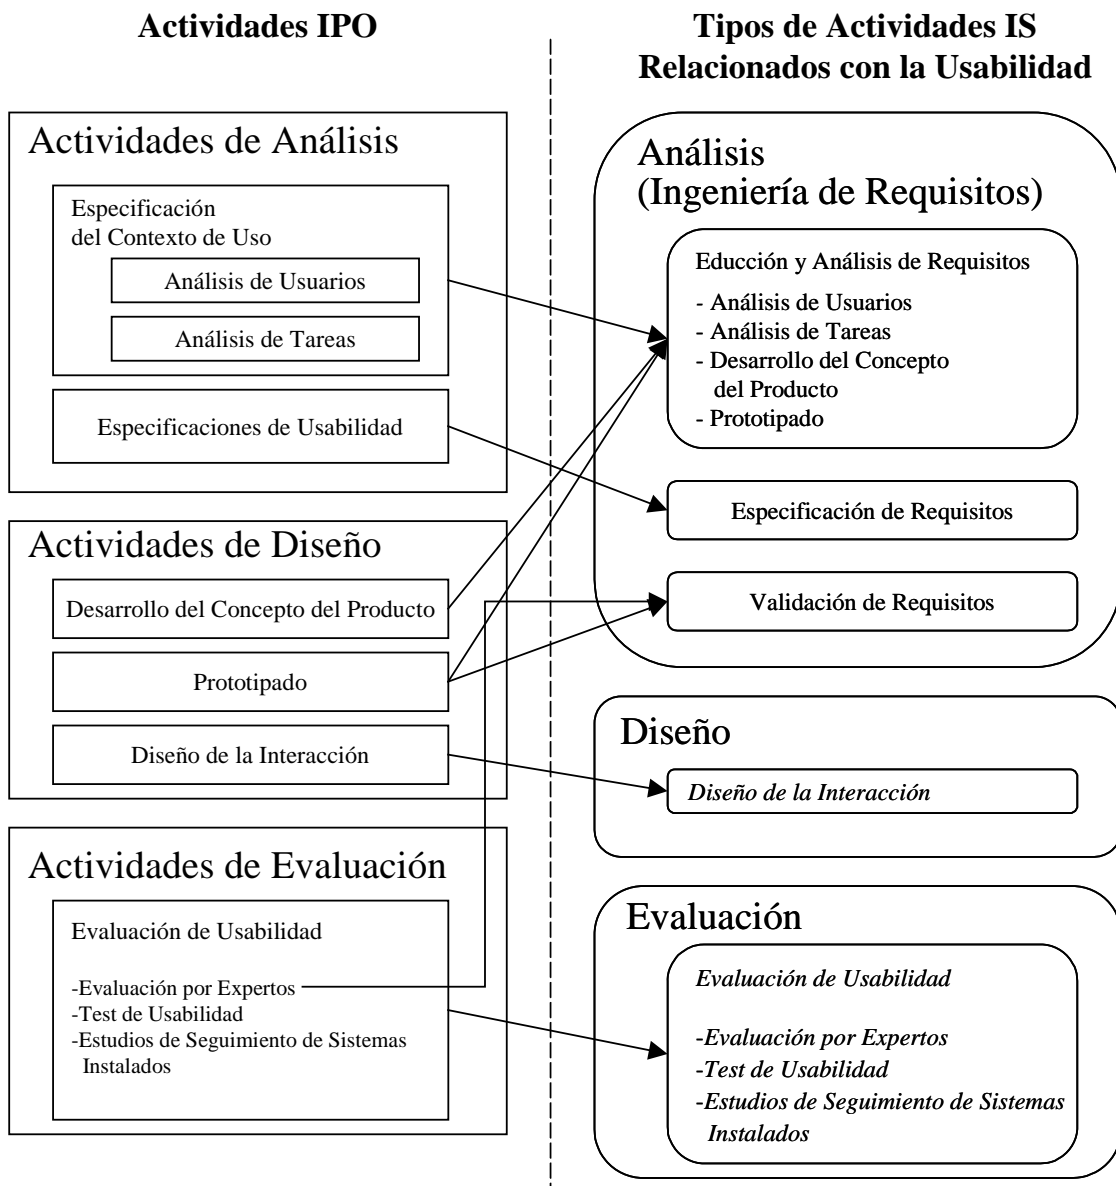 Actividades IPO
Actividades de Análisis
Especificación
del Contexto de Uso
Análisis de Usuarios
Análisis de Tareas
Especificaciones de Usabilidad
Actividades de Diseño
Desarrollo del Concepto del Producto
Prototipado
Diseño de la Interacción
Actividades de Evaluación
Evaluación de Usabilidad
-Evaluación por Expertos
-Test de Usabilidad
-Estudios de Seguimiento de Sistemas
Instalados
Tipos de Actividades IS
Relacionados con la Usabilidad
Análisis
(Ingeniería de Requisitos)
Educción y Análisis de Requisitos
- Análisis de Usuarios
- Análisis de Tareas
- Desarrollo del Concepto
del Producto
- Prototipado
Especificación de Requisitos
Validación de Requisitos
Diseño
Diseño de la Interacción
Evaluación
Evaluación de Usabilidad
-Evaluación por Expertos
-Test de Usabilidad
-Estudios de Seguimiento de Sistemas
Instalados